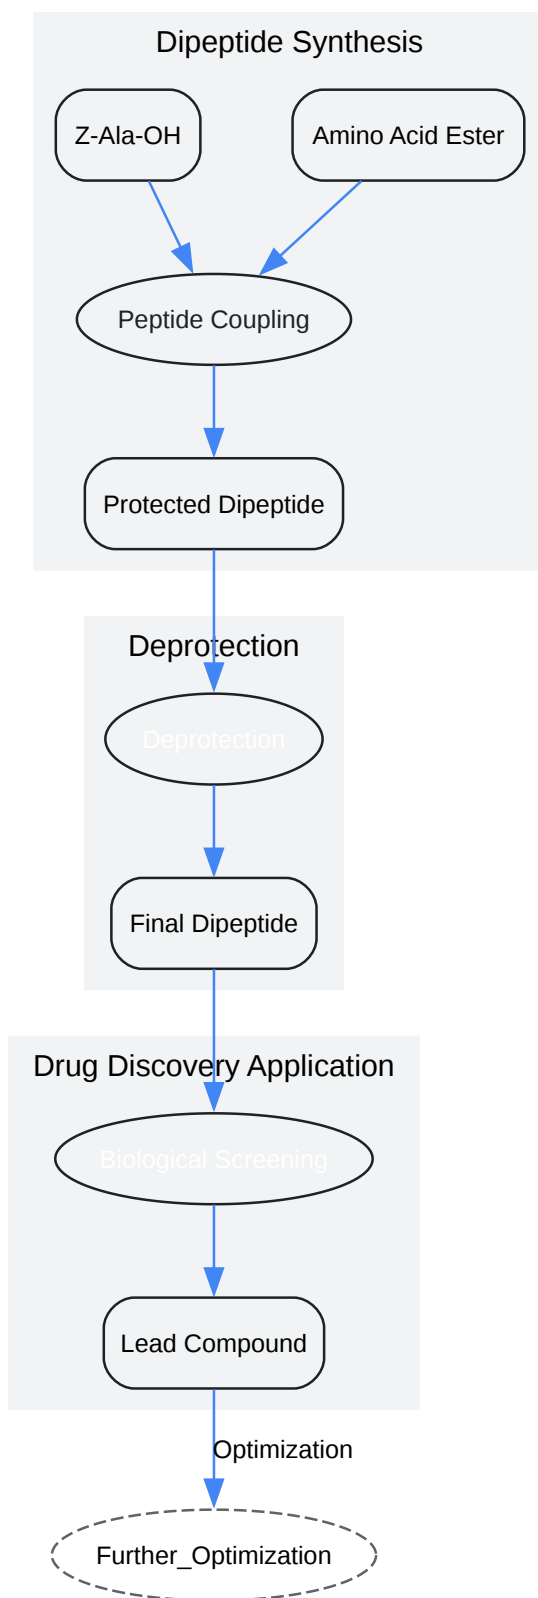 Dipeptide Synthesis
Z-Ala-OH
Amino Acid Ester
Peptide Coupling
Protected Dipeptide
Deprotection
Deprotection
Final Dipeptide
Drug Discovery Application
Biological Screening
Lead Compound
Optimization
Further_Optimization